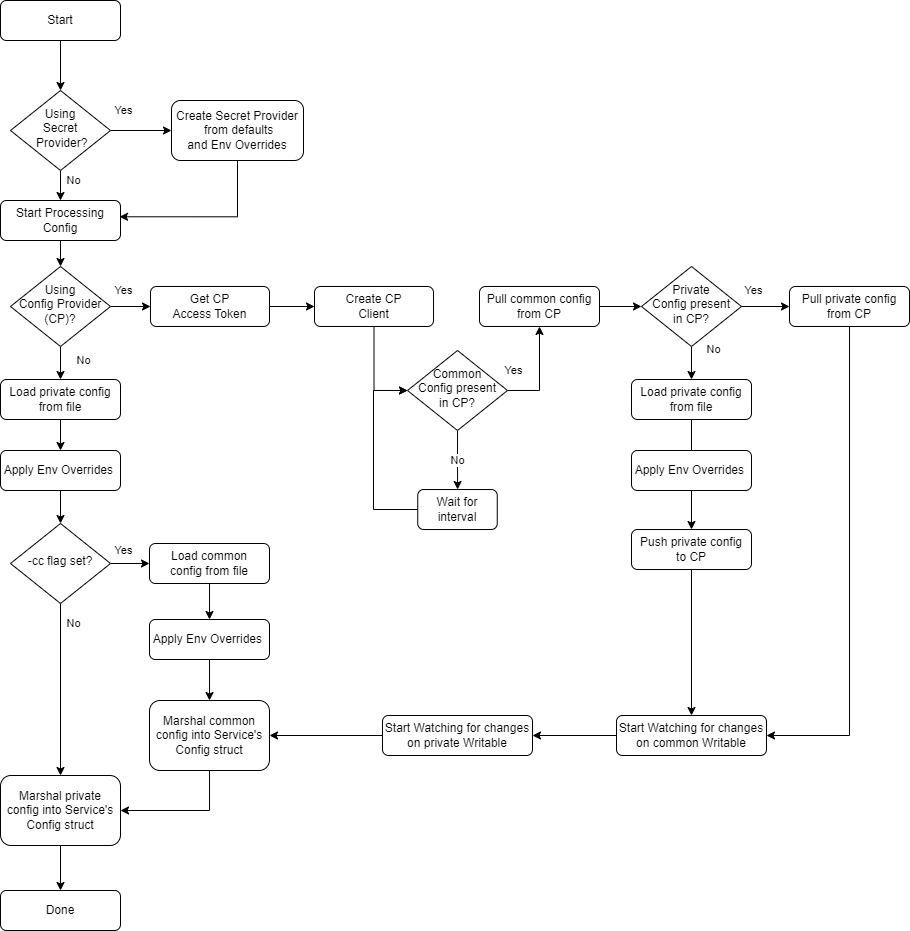 Start
Using
Secret
Provider?
Yes
Create Secret Provider
from defaults
and Env Overrides
No
Start Processing
Config
Using
Config Provider
(CP)?
Yes
Get CP
Access Token
Create CP
Client
Pull common config
from CP
Private
Config present
in CP?
Yes
Pull private config
from CP
No
No
Common
Config present
in CP?
Yes
Load private config
from file
Load private config
from file
No
Apply Env Overrides
Apply Env Overrides
Wait for
interval
-cc flag set?
Yes
Load common
config from file
Push private config
to CP
No
Apply Env Overrides
Marshal common
config into Service's
Config struct
Start Watching for changes
on private Writable
Start Watching for changes
on common Writable
Marshal private
config into Service's
Config struct
Done